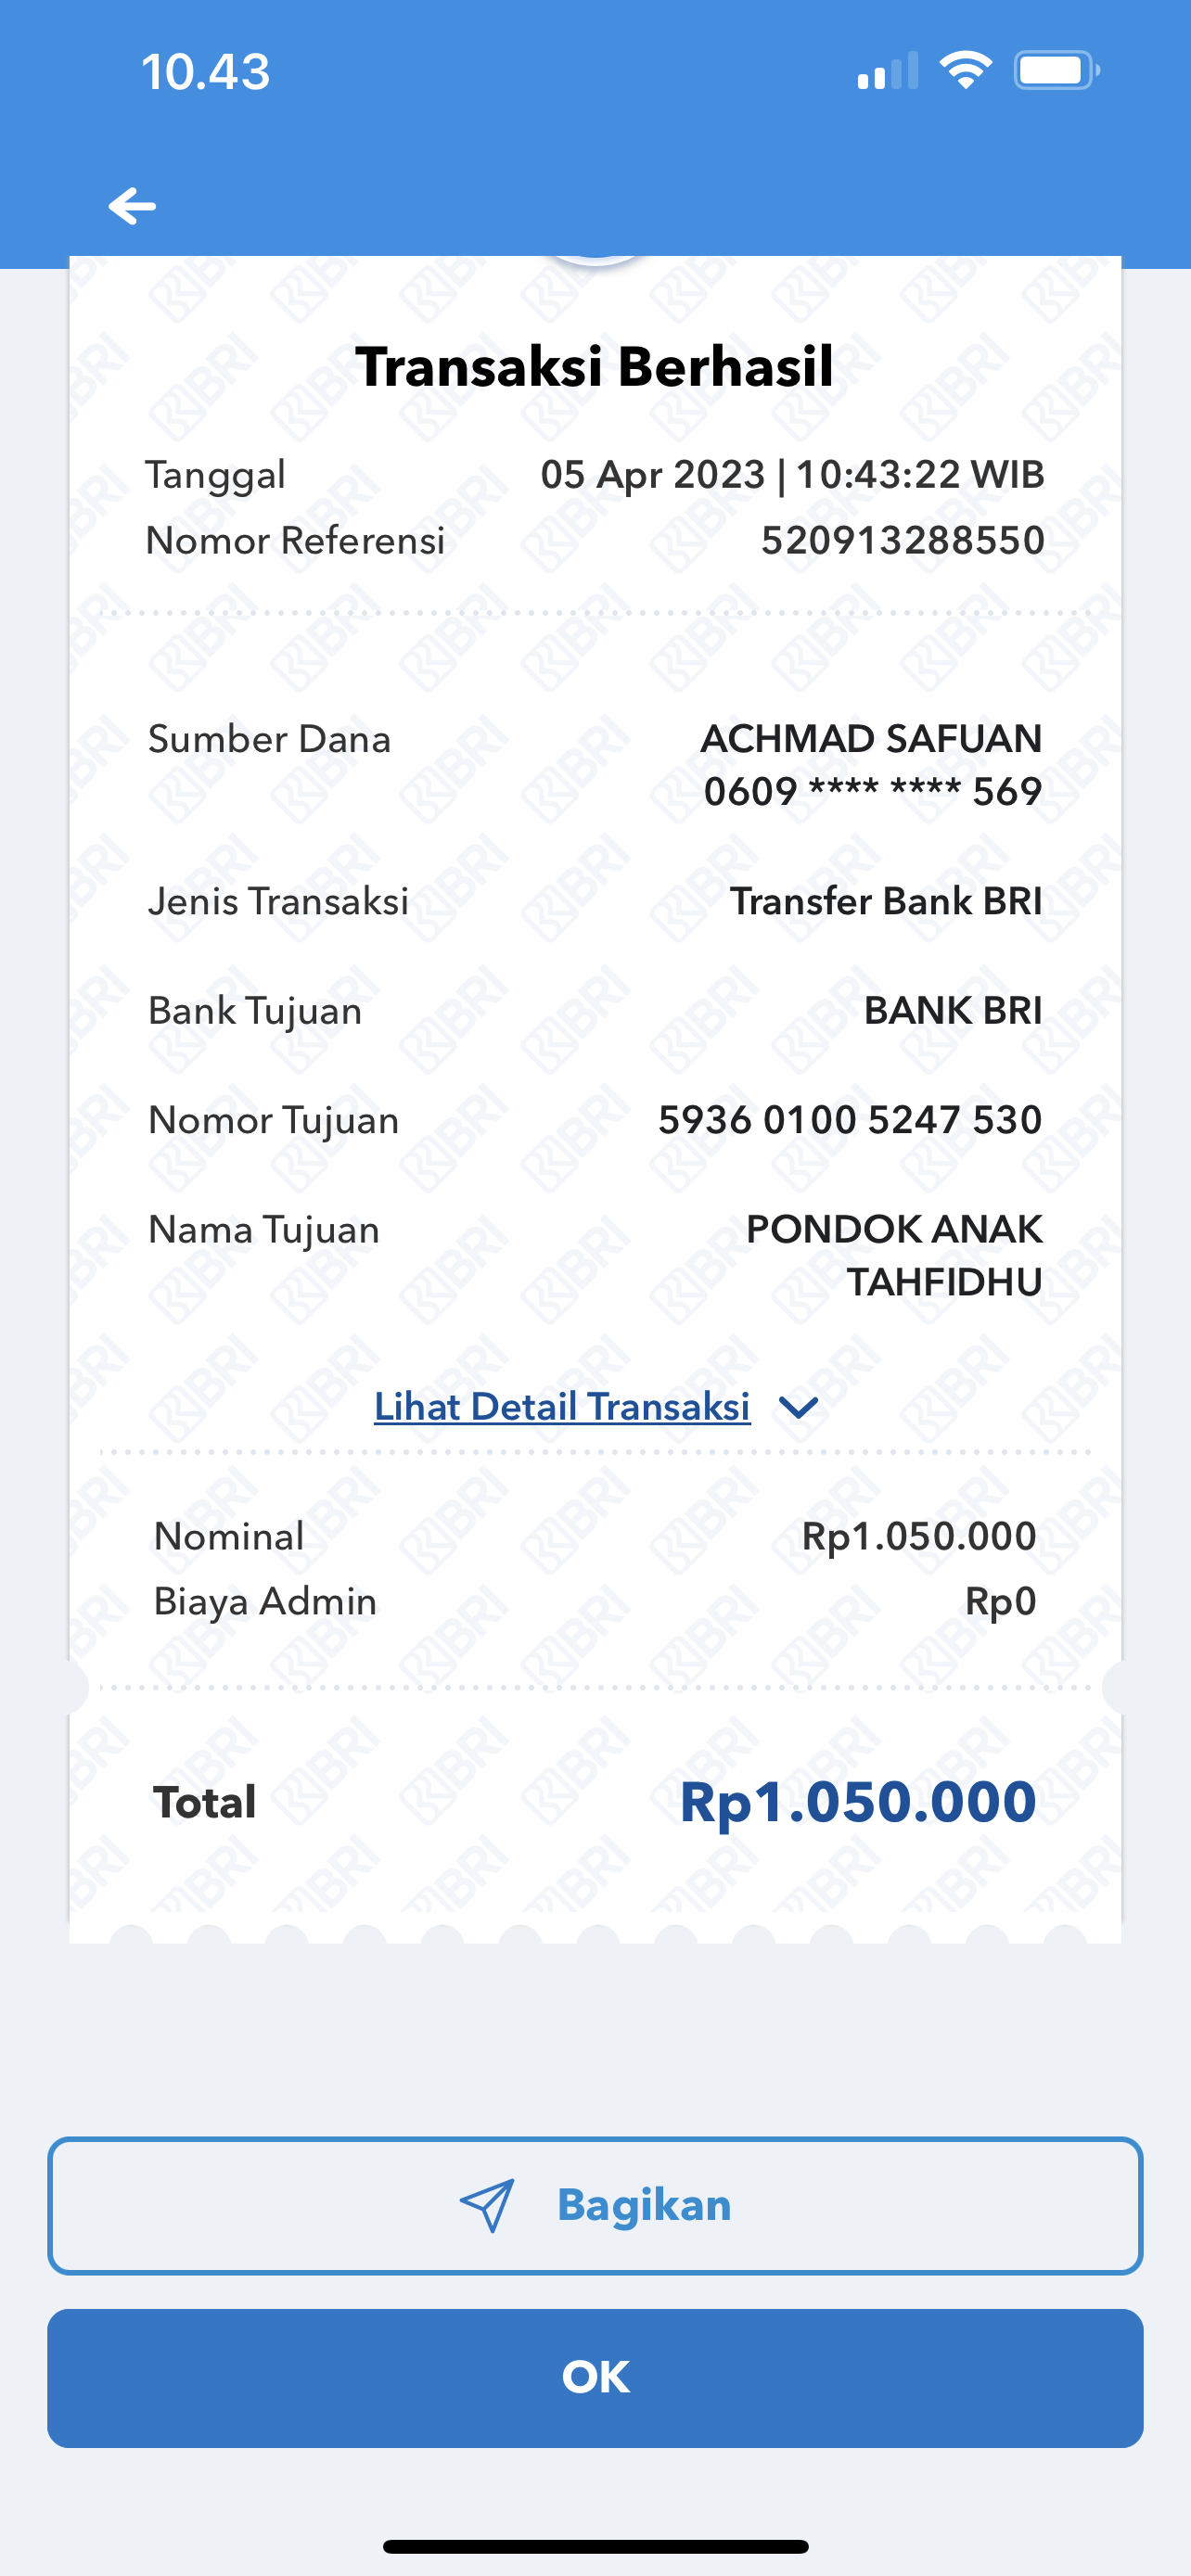 10.43
Transaksi Berhasil
Tanggal 05 Apr 2023 | 10:43:22 WIB
Nomor Referensi 520913288550
Sumber Dana ACHMAD SAFUAN
0609 **** **** 569
Jenis Transaksi Transfer Bank BRI
Bank Tujuan BANK BRI
Nomor Tujuan 5936 0100 5247 530
Nama Tujuan PONDOK ANAK
TAHFIDHU
Lihat Detail Transaksi
Nominal Rp1.050.000
Biaya Admin Rp0
Total Rp1.050.000
Bagikan
OK